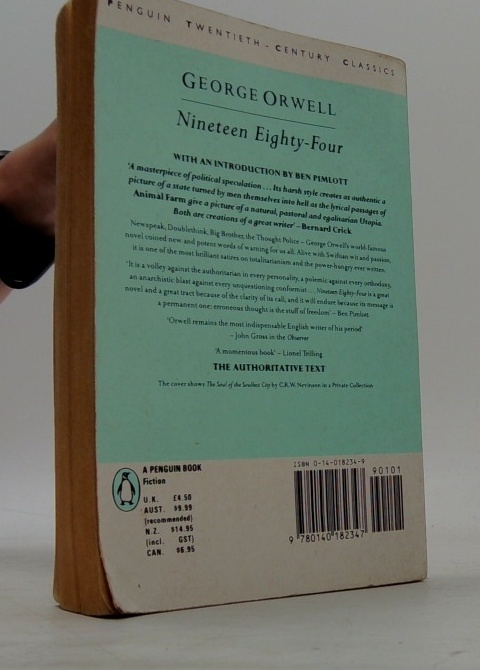 PENGUIN TWENTIETH-CENTURY CLASSICS
GEORGE ORWELL
Nineteen Eighty-Four
WITH AN INTRODUCTION BY BEN PIMLOTT
'A masterpiece of political speculation ... Its harsh style creates as authentic a
picture of a state turned by men themselves into hell as the lyrical passages of
Animal Farm give a picture of a natural, pastoral and egalitarian Utopia.
Both are creations of a great writer' – Bernard Crick
Newspeak, Doublethink, Big Brother, the Thought Police – George Orwell's world-famous
novel coined new and potent words of warning for us all. Alive with Swiftian wit and passion,
it is one of the most brilliant satires on totalitarianism and the power-hungry ever written.
'It is a volley against the authoritarian in every personality, a polemic against every orthodoxy,
an anarchistic blast against every unquestioning conformist ... Nineteen Eighty-Four is a great
novel and a great tract because of the clarity of its call, and it will endure because its message is
a permanent one: erroneous thought is the stuff of freedom' – Ben Pimlott
'Orwell remains the most indispensable English writer of his period'
– John Gross in the Observer
'A momentous book' – Lionel Trilling
THE AUTHORITATIVE TEXT
The cover shows The Soul of the Soulless City by C.R.W. Nevinson in a Private Collection
A PENGUIN BOOK
Fiction
U.K. £4.50
AUST. $9.99
(recommended)
N.Z. $14.95
(incl. GST)
CAN. $6.95
ISBN 0-14-018234-9
90101
9 780140 182347